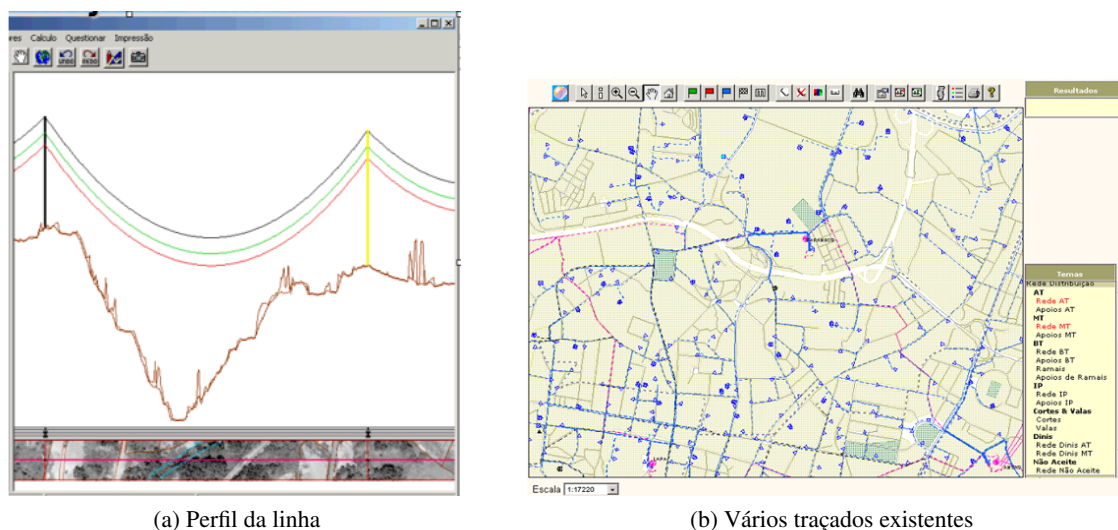 ores Calculo Questionar Impressão
UNDO REDO
Resultados
Temas
Rede Distribuição
AT
Rede AT
Apoios AT
MT
Rede MT
Apoios MT
BT
Rede BT
Apoios BT
Ramais
Apoios de Ramais
IP
Rede IP
Apoios IP
Cortes & Valas
Cortes
Valas
Dinis
Rede Dinis AT
Rede Dinis MT
Não Aceite
Rede Não Aceite
LAPA
Escala 1:17220
(a) Perfil da linha
(b) Vários traçados existentes